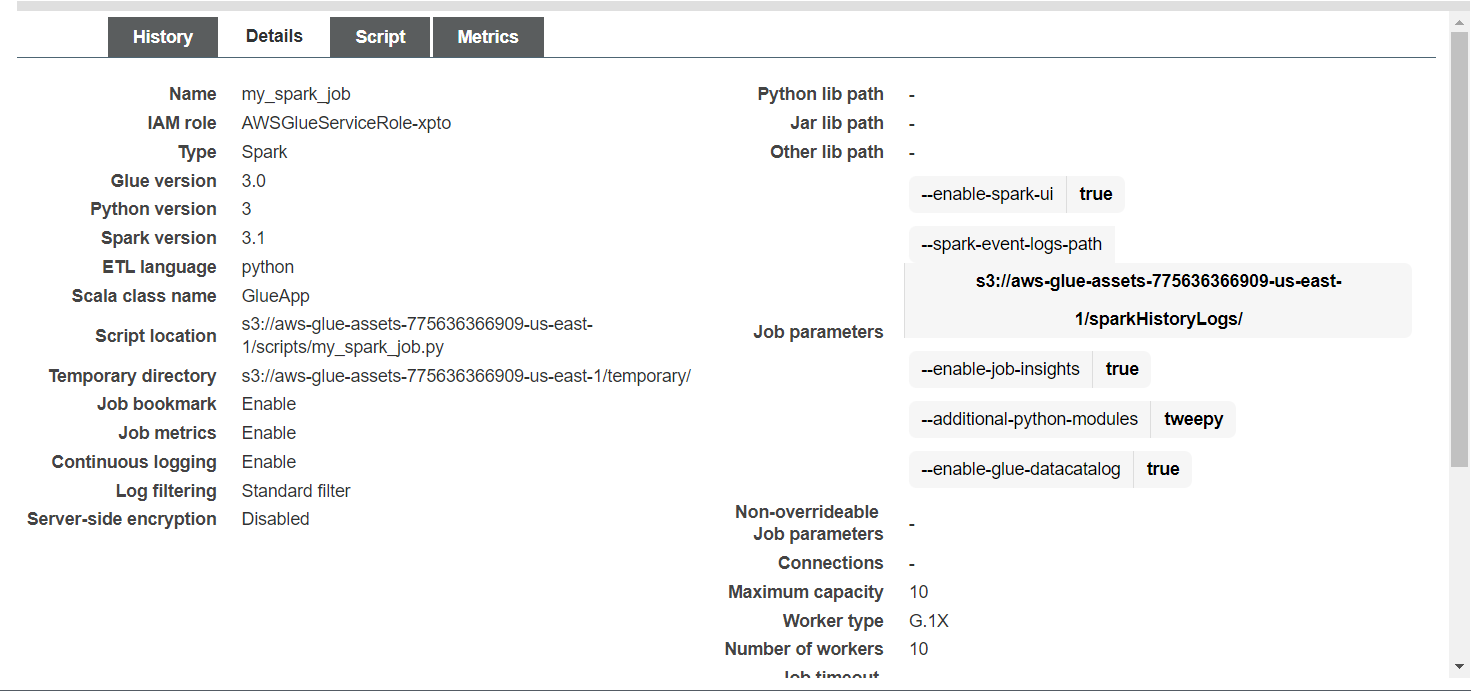 History Details Script Metrics
Name my_spark_job
IAM role AWSGlueServiceRole-xpto
Type Spark
Glue version 3.0
Python version 3
Spark version 3.1
ETL language python
Scala class name GlueApp
Script location s3://aws-glue-assets-775636366909-us-east-
1/scripts/my_spark_job.py
Temporary directory s3://aws-glue-assets-775636366909-us-east-1/temporary/
Job bookmark Enable
Job metrics Enable
Continuous logging Enable
Log filtering Standard filter
Server-side encryption Disabled
Python lib path -
Jar lib path -
Other lib path -
Job parameters
--enable-spark-ui true
--spark-event-logs-path
s3://aws-glue-assets-775636366909-us-east-
1/sparkHistoryLogs/
--enable-job-insights true
--additional-python-modules tweepy
--enable-glue-datacatalog true
Non-overrideable
Job parameters -
Connections -
Maximum capacity 10
Worker type G.1X
Number of workers 10
Job timeout